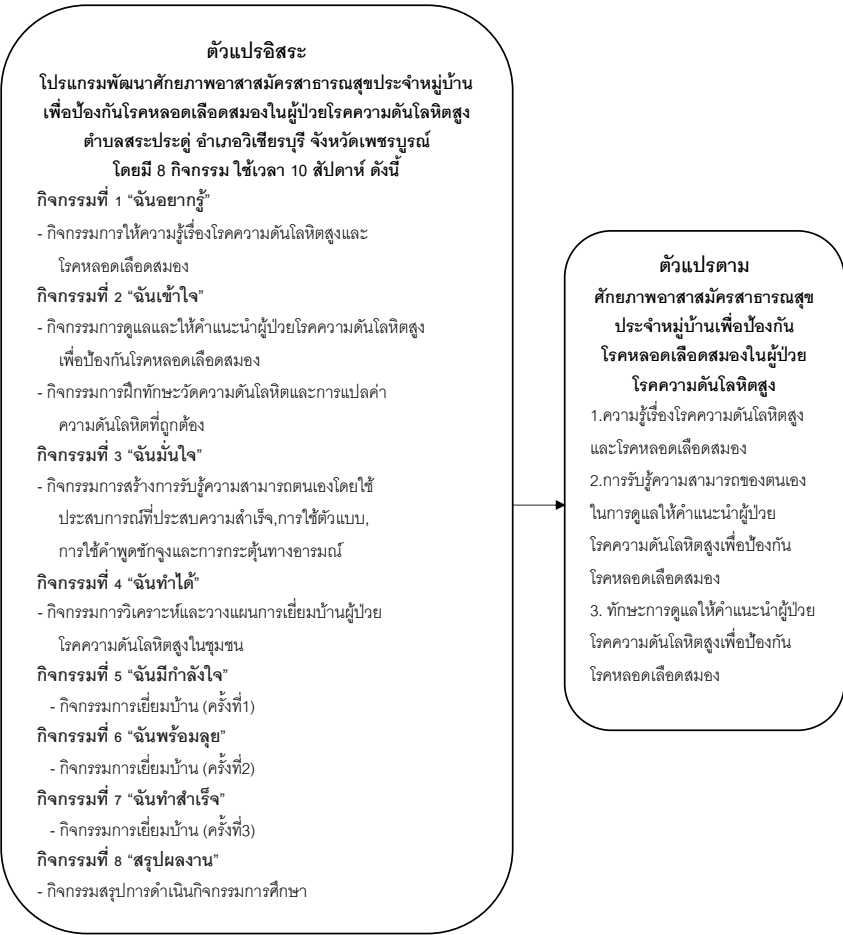 ตัวแปรอิสระ
โปรแกรมพัฒนาศักยภาพอาสาสมัครสาธารณสุขประจำหมู่บ้าน
เพื่อป้องกันโรคหลอดเลือดสมองในผู้ป่วยโรคความดันโลหิตสูง
ตำบลสระประดู่ อำเภอวิเชียรบุรี จังหวัดเพชรบูรณ์
โดยมี 8 กิจกรรม ใช้เวลา 10 สัปดาห์ ดังนี้
กิจกรรมที่ 1 “ฉันอยากรู้”
- กิจกรรมการให้ความรู้เรื่องโรคความดันโลหิตสูงและ
โรคหลอดเลือดสมอง
กิจกรรมที่ 2 “ฉันเข้าใจ”
- กิจกรรมการดูแลและให้คำแนะนำผู้ป่วยโรคความดันโลหิตสูง
เพื่อป้องกันโรคหลอดเลือดสมอง
- กิจกรรมการฝึกทักษะวัดความดันโลหิตและการแปลค่า
ความดันโลหิตที่ถูกต้อง
กิจกรรมที่ 3 “ฉันมั่นใจ”
- กิจกรรมการสร้างการรับรู้ความสามารถตนเองโดยใช้
ประสบการณ์ที่ประสบความสำเร็จ,การใช้ตัวแบบ,
การใช้คำพูดชักจูงและการกระตุ้นทางอารมณ์
กิจกรรมที่ 4 “ฉันทำได้”
- กิจกรรมการวิเคราะห์และวางแผนการเยี่ยมบ้านผู้ป่วย
โรคความดันโลหิตสูงในชุมชน
กิจกรรมที่ 5 “ฉันมีกำลังใจ”
- กิจกรรมการเยี่ยมบ้าน (ครั้งที่1)
กิจกรรมที่ 6 “ฉันพร้อมลุย”
- กิจกรรมการเยี่ยมบ้าน (ครั้งที่2)
กิจกรรมที่ 7 “ฉันทำสำเร็จ”
- กิจกรรมการเยี่ยมบ้าน (ครั้งที่3)
กิจกรรมที่ 8 “สรุปผลงาน”
- กิจกรรมสรุปการดำเนินกิจกรรมการศึกษา
ตัวแปรตาม
ศักยภาพอาสาสมัครสาธารณสุข
ประจำหมู่บ้านเพื่อป้องกัน
โรคหลอดเลือดสมองในผู้ป่วย
โรคความดันโลหิตสูง
1.ความรู้เรื่องโรคความดันโลหิตสูง
และโรคหลอดเลือดสมอง
2.การรับรู้ความสามารถของตนเอง
ในการดูแลให้คำแนะนำผู้ป่วย
โรคความดันโลหิตสูงเพื่อป้องกัน
โรคหลอดเลือดสมอง
3. ทักษะการดูแลให้คำแนะนำผู้ป่วย
โรคความดันโลหิตสูงเพื่อป้องกัน
โรคหลอดเลือดสมอง